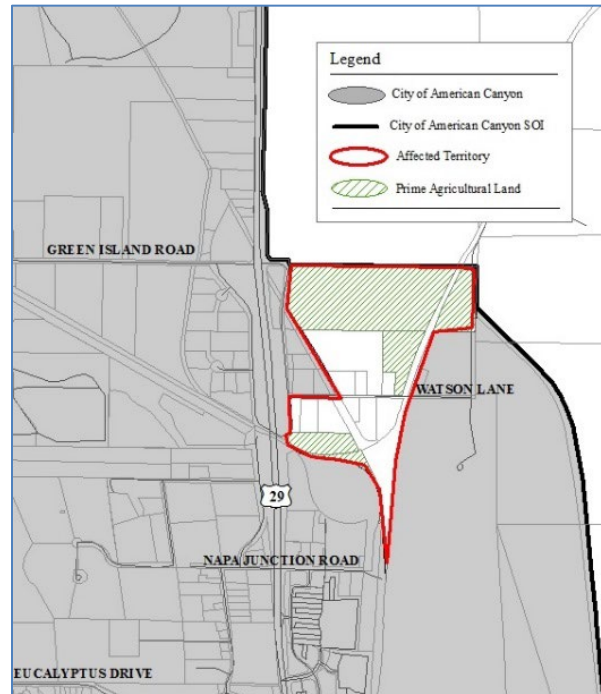 Legend
City of American Canyon
City of American Canyon SOI
Affected Territory
Prime Agricultural Land
GREEN ISLAND ROAD
WATSON LANE
29
NAPA JUNCTION ROAD
EUCALYPTUS DRIVE